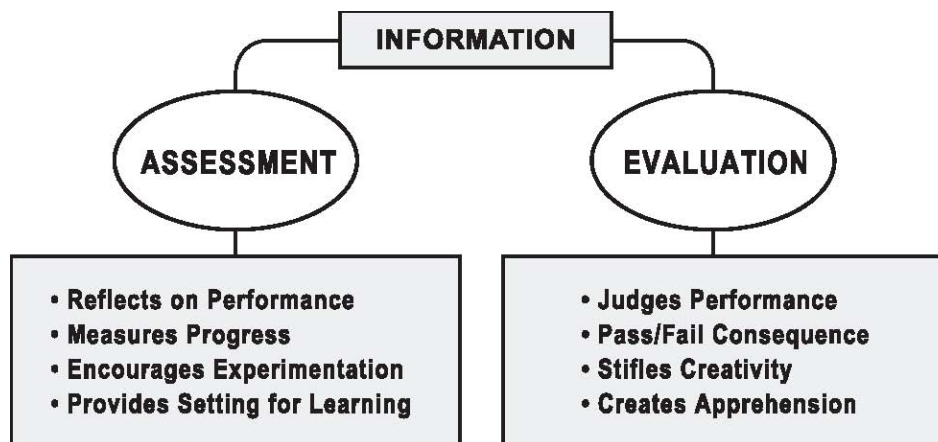 INFORMATION
ASSESSMENT
• Reflects on Performance
• Measures Progress
• Encourages Experimentation
• Provides Setting for Learning
EVALUATION
• Judges Performance
• Pass/Fail Consequence
• Stifles Creativity
• Creates Apprehension